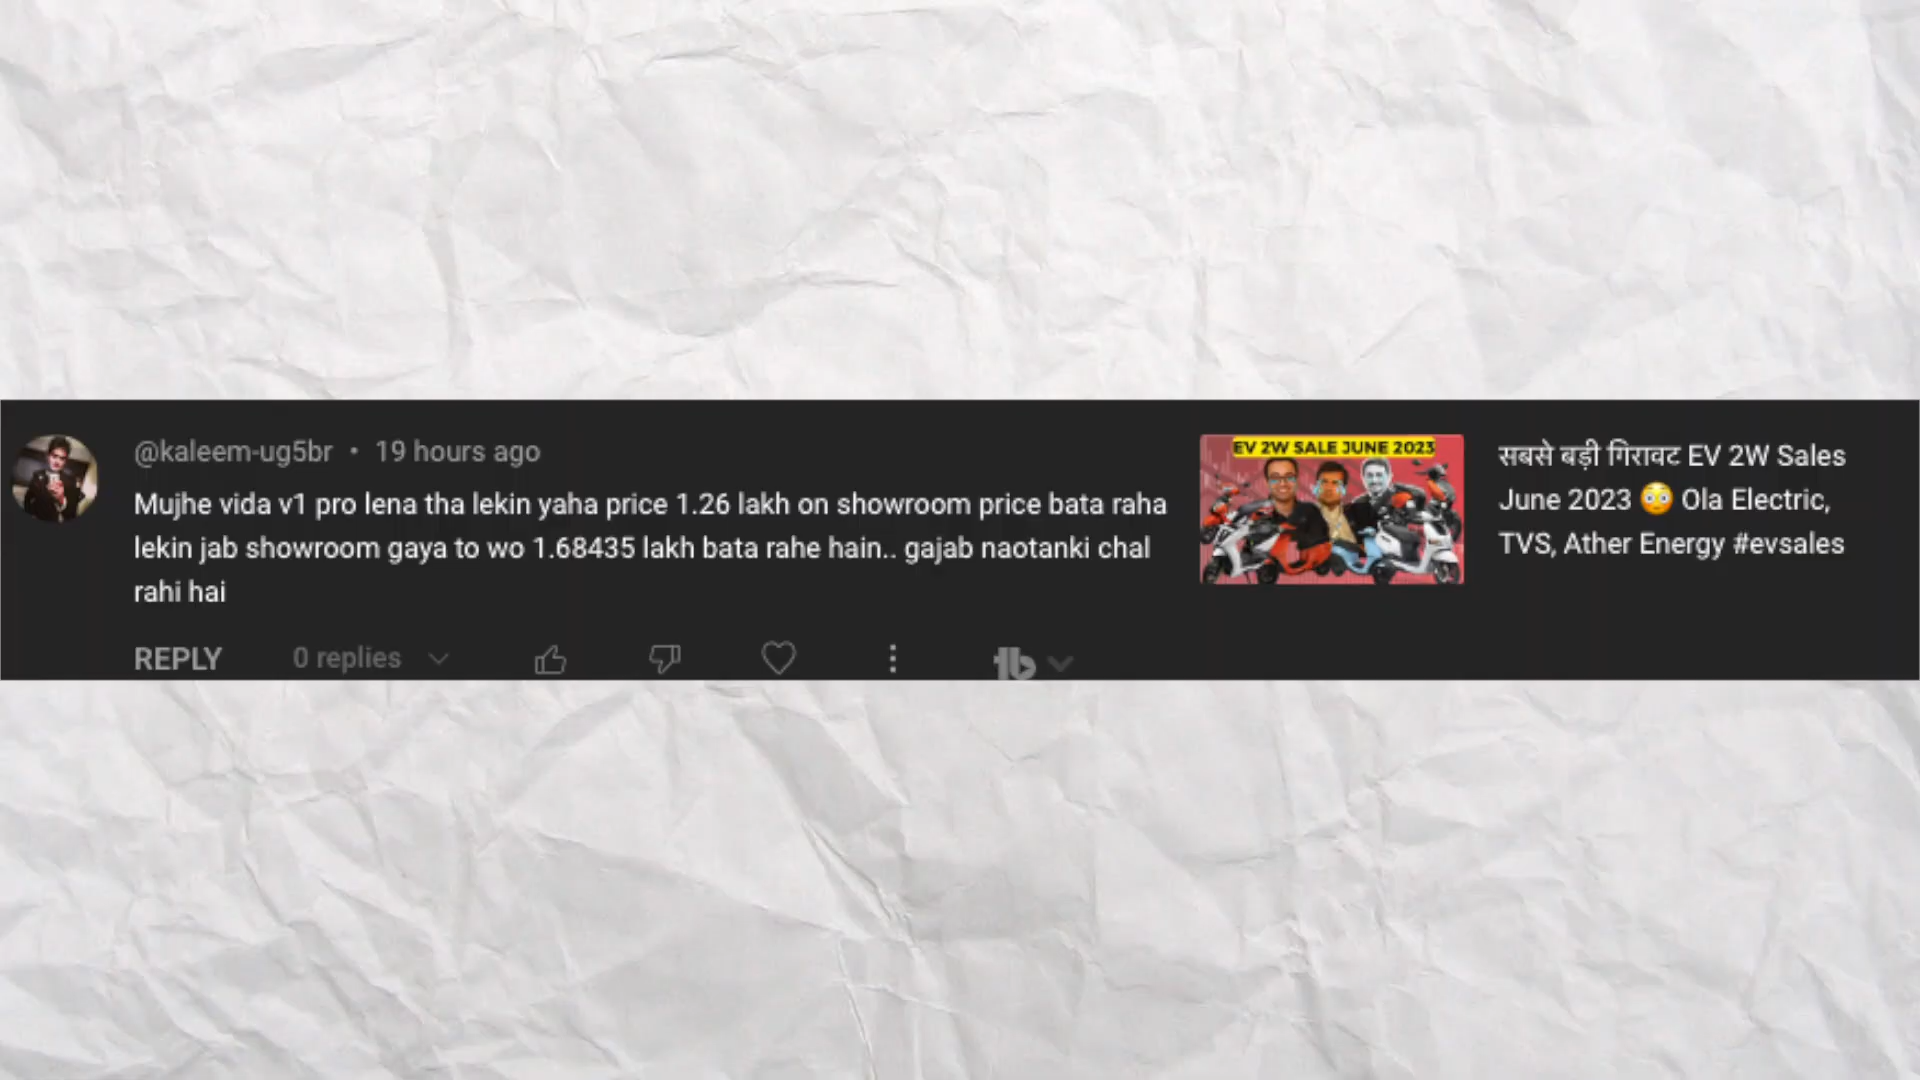 @kaleem-ug5br • 19 hours ago
Mujhe vida v1 pro lena tha lekin yaha price 1.26 lakh on showroom price bata raha
lekin jab showroom gaya to wo 1.68435 lakh bata rahe hain.. gajab naotanki chal
rahi hai
REPLY 0 replies
EV 2W SALE JUNE 2023
सबसे बड़ी गिरावट EV 2W Sales
June 2023 😳 Ola Electric,
TVS, Ather Energy #evsales